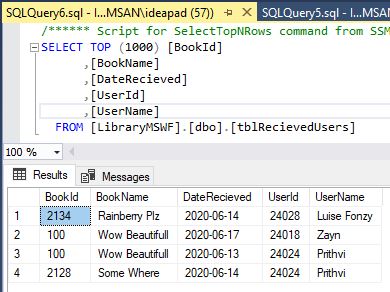 SQLQuery6.sql - I...MSAN\ideapad (57))
SQLQuery5.sql - I...MSAN
/****** Script for SelectTopNRows command from SSM
SELECT TOP (1000) [BookId]
,[BookName]
,[DateRecieved]
,[UserId]
,[UserName]
FROM [LibraryMSWF].[dbo].[tblRecievedUsers]
100 %
Results Messages
BookId BookName DateRecieved UserId UserName
1 2134 Rainberry Plz 2020-06-14 24028 Luise Fonzy
2 100 Wow Beautifull 2020-06-17 24018 Zayn
3 100 Wow Beautifull 2020-06-13 24024 Prithvi
4 2128 Some Where 2020-06-14 24024 Prithvi